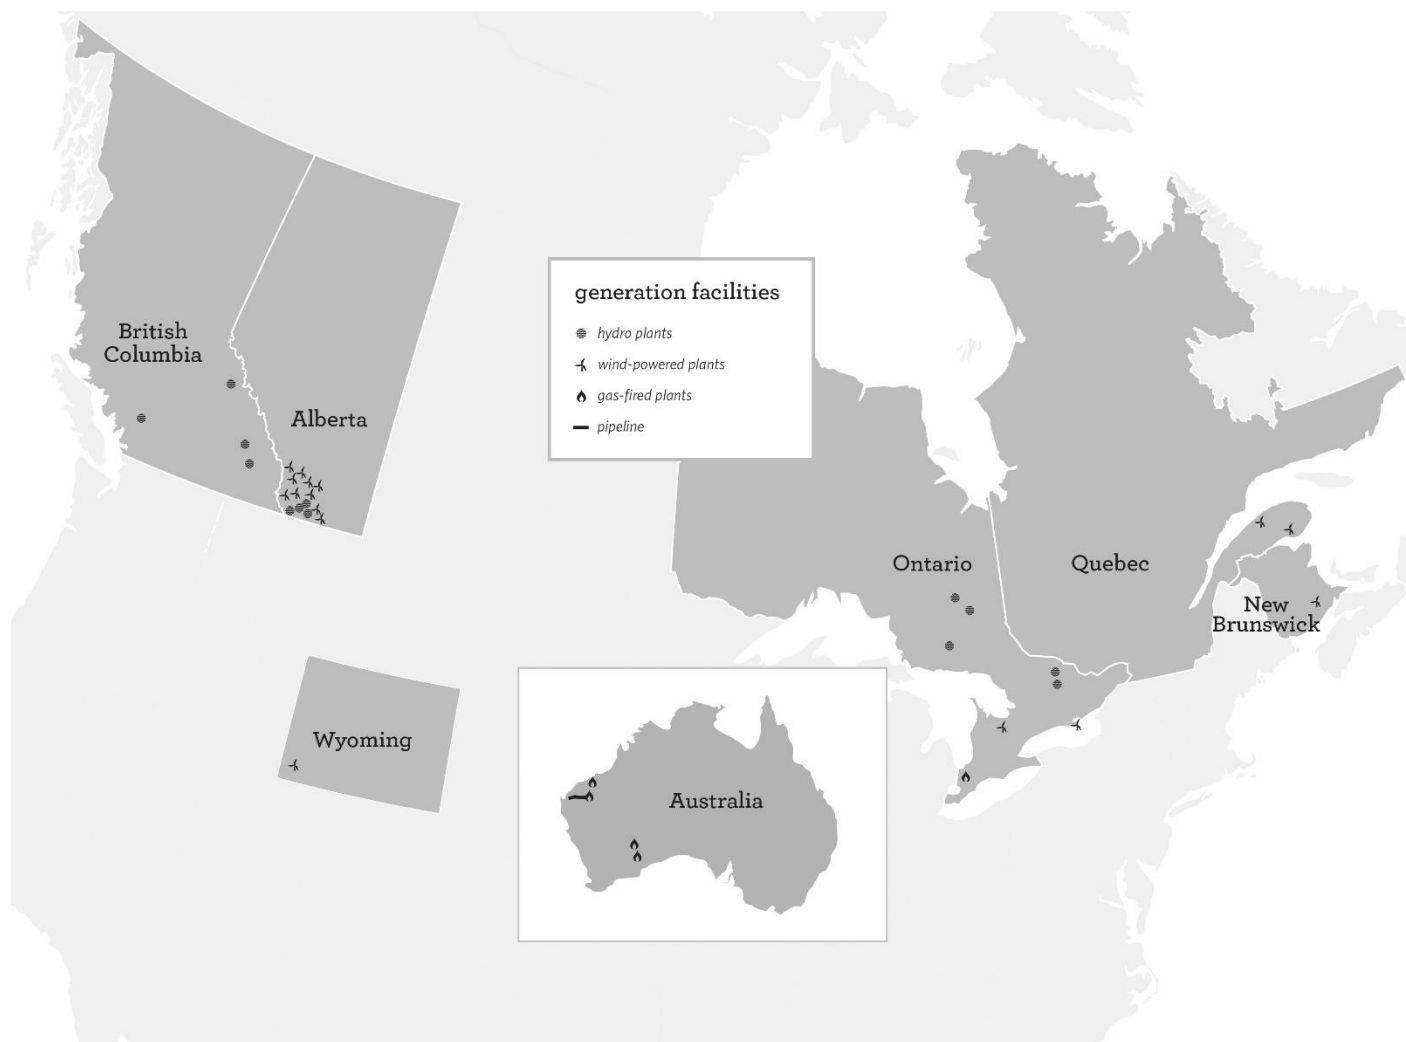 generation facilities
hydro plants
wind-powered plants
gas-fired plants
pipeline
British
Columbia
Alberta
Ontario
Quebec
New
Brunswick
Wyoming
Australia